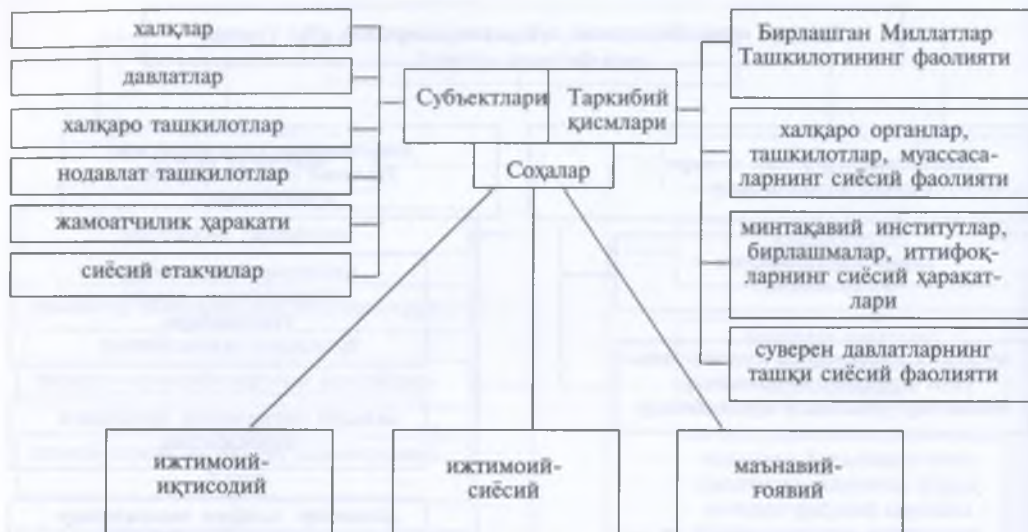 халқлар
давлатлар
халқаро ташкилотлар
нодавлат ташкилотлар
жамоатчилик ҳаракати
сиёсий етакчилар
Субъектлари
Таркибий
қисмлари
Соҳалар
Бирлашган Миллатлар
Ташкилотининг фаолияти
халқаро органлар,
ташкилотлар, муассаса-
ларнинг сиёсий фаолияти
минтақавий институтлар,
бирлашмалар, иттифоқ-
ларнинг сиёсий ҳаракат-
лари
суверен давлатларнинг
ташқи сиёсий фаолияти
ижтимоий-
иқтисодий
ижтимоий-
сиёсий
маънавий-
ғоявий